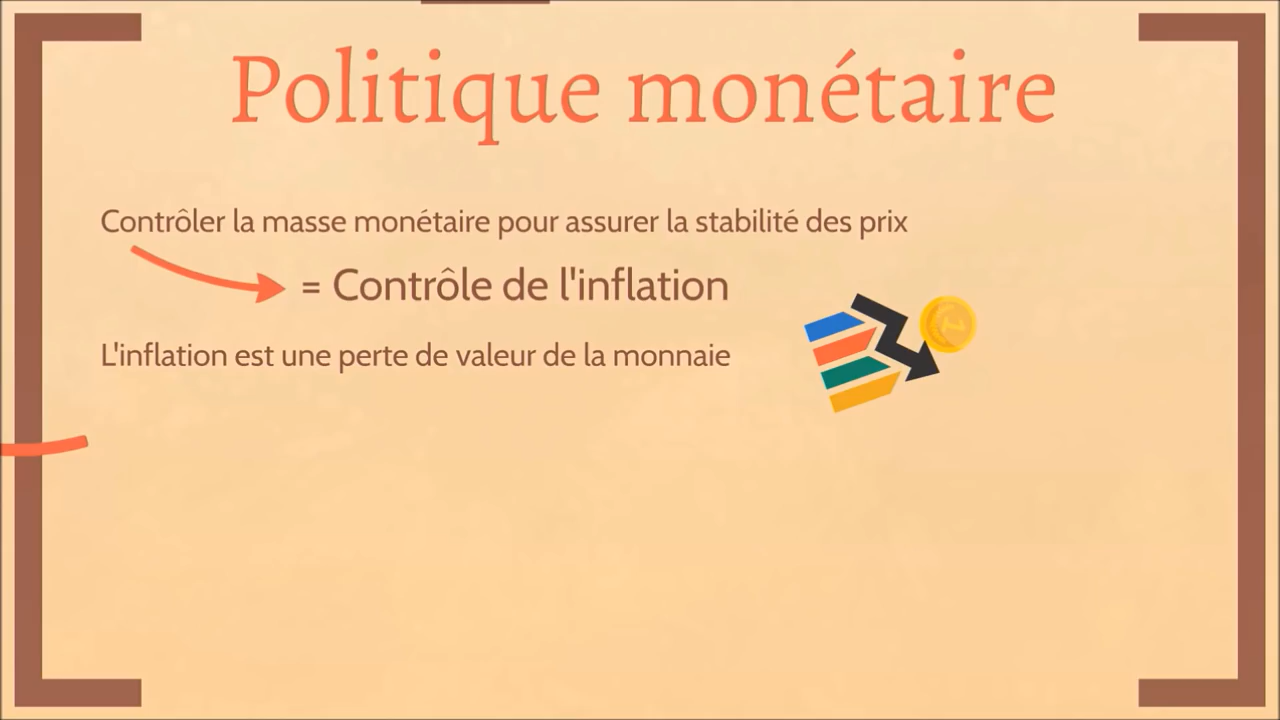 Politique monétaire
Contrôler la masse monétaire pour assurer la stabilité des prix
= Contrôle de l'inflation
L'inflation est une perte de valeur de la monnaie
1